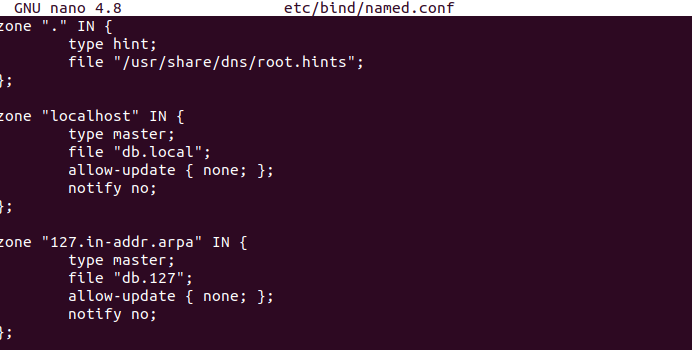 GNU nano 4.8 etc/bind/named.conf
zone "." IN {
type hint;
file "/usr/share/dns/root.hints";
};
zone "localhost" IN {
type master;
file "db.local";
allow-update { none; };
notify no;
};
zone "127.in-addr.arpa" IN {
type master;
file "db.127";
allow-update { none; };
notify no;
};